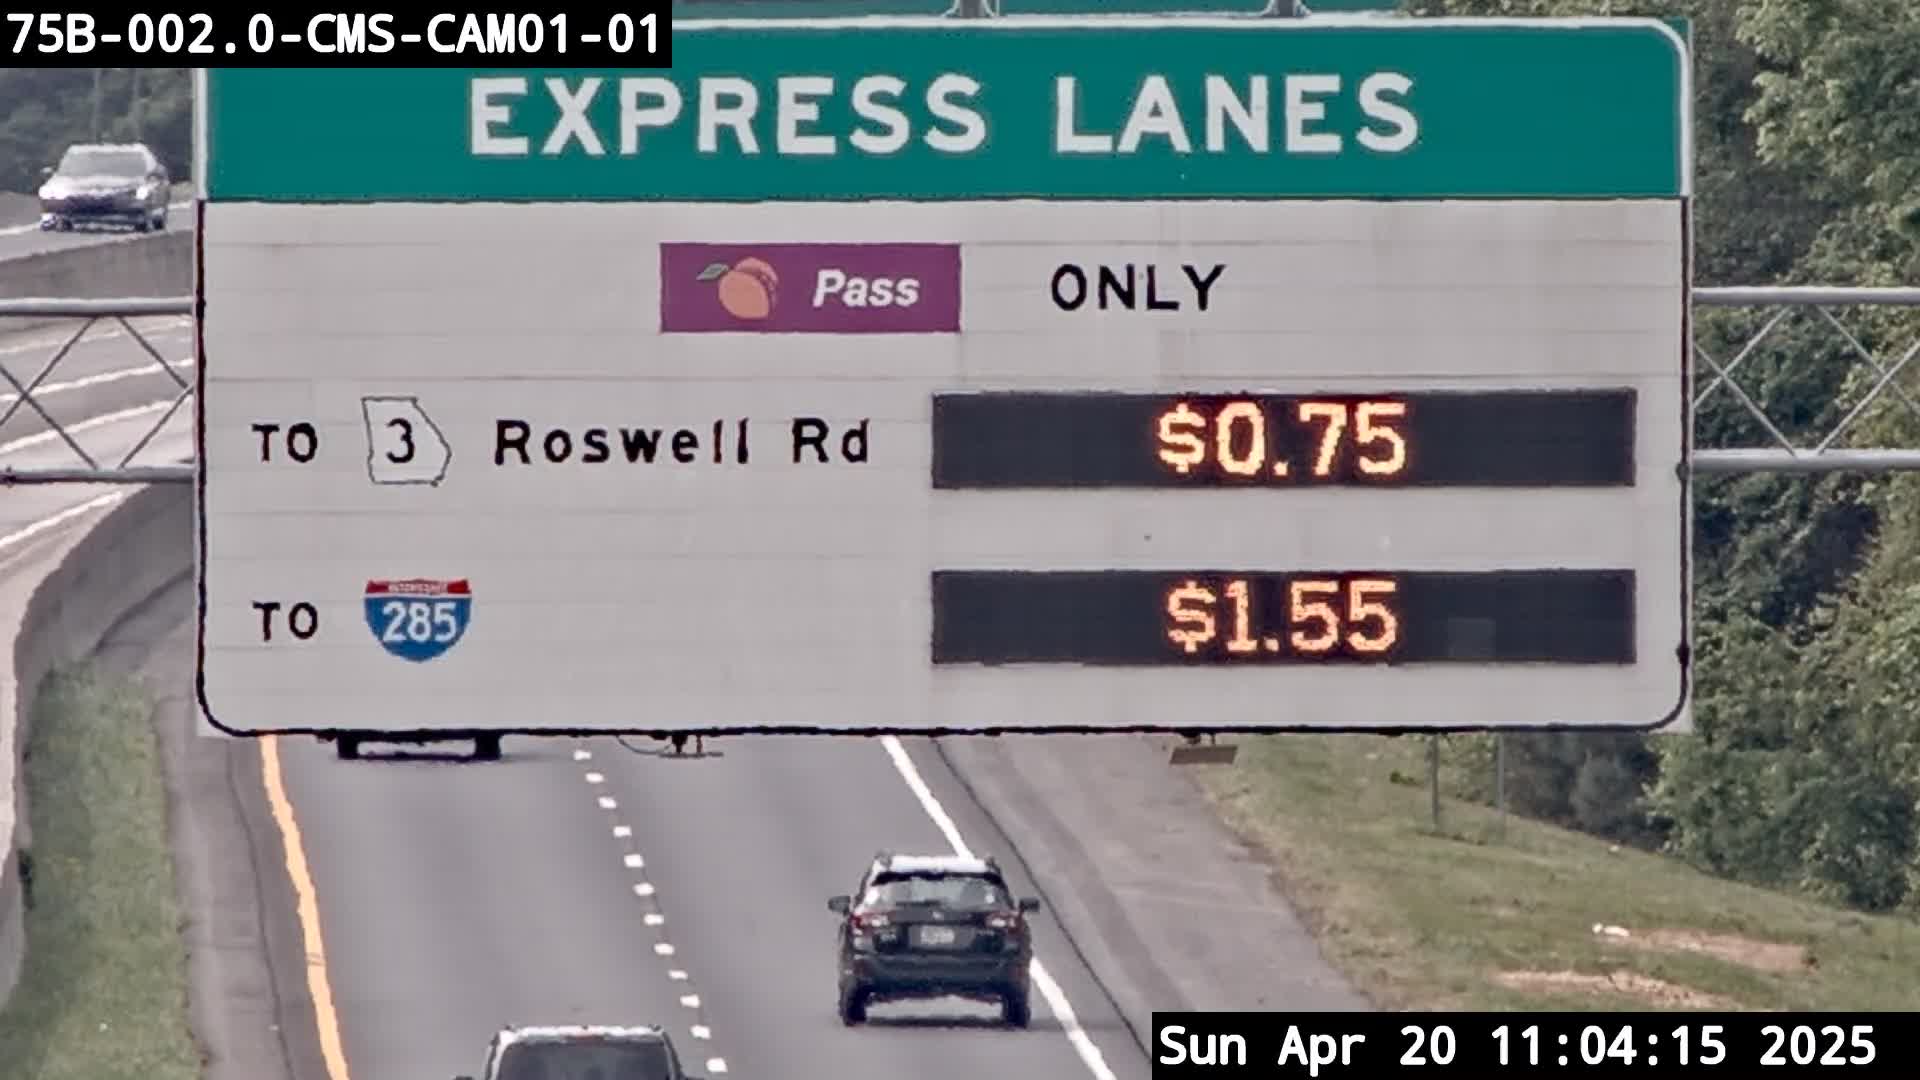 75B-002.0-CMS-CAM01-01
EXPRESS LANES
Pass ONLY
TO 3 Roswell Rd $0.75
TO INTERSTATE 285 $1.55
Sun Apr 20 11:04:15 2025